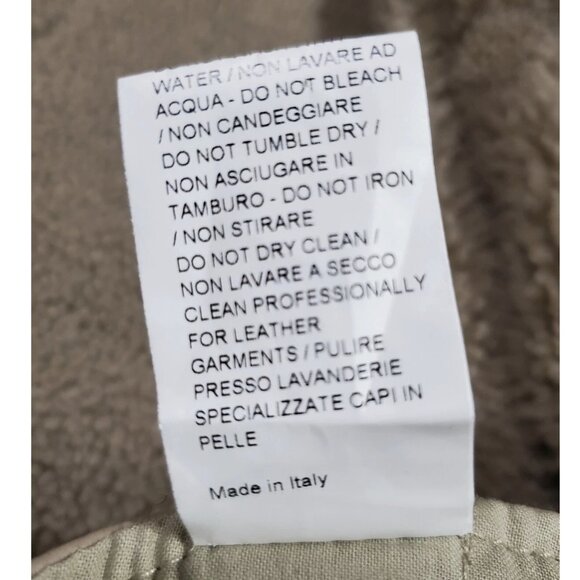 WATER / NON LAVARE AD
ACQUA - DO NOT BLEACH
/ NON CANDEGGIARE
DO NOT TUMBLE DRY /
NON ASCIUGARE IN
TAMBURO - DO NOT IRON
/ NON STIRARE
DO NOT DRY CLEAN /
NON LAVARE A SECCO
CLEAN PROFESSIONALLY
FOR LEATHER
GARMENTS / PULIRE
PRESSO LAVANDERIE
SPECIALIZZATE CAPI IN
PELLE
Made in Italy